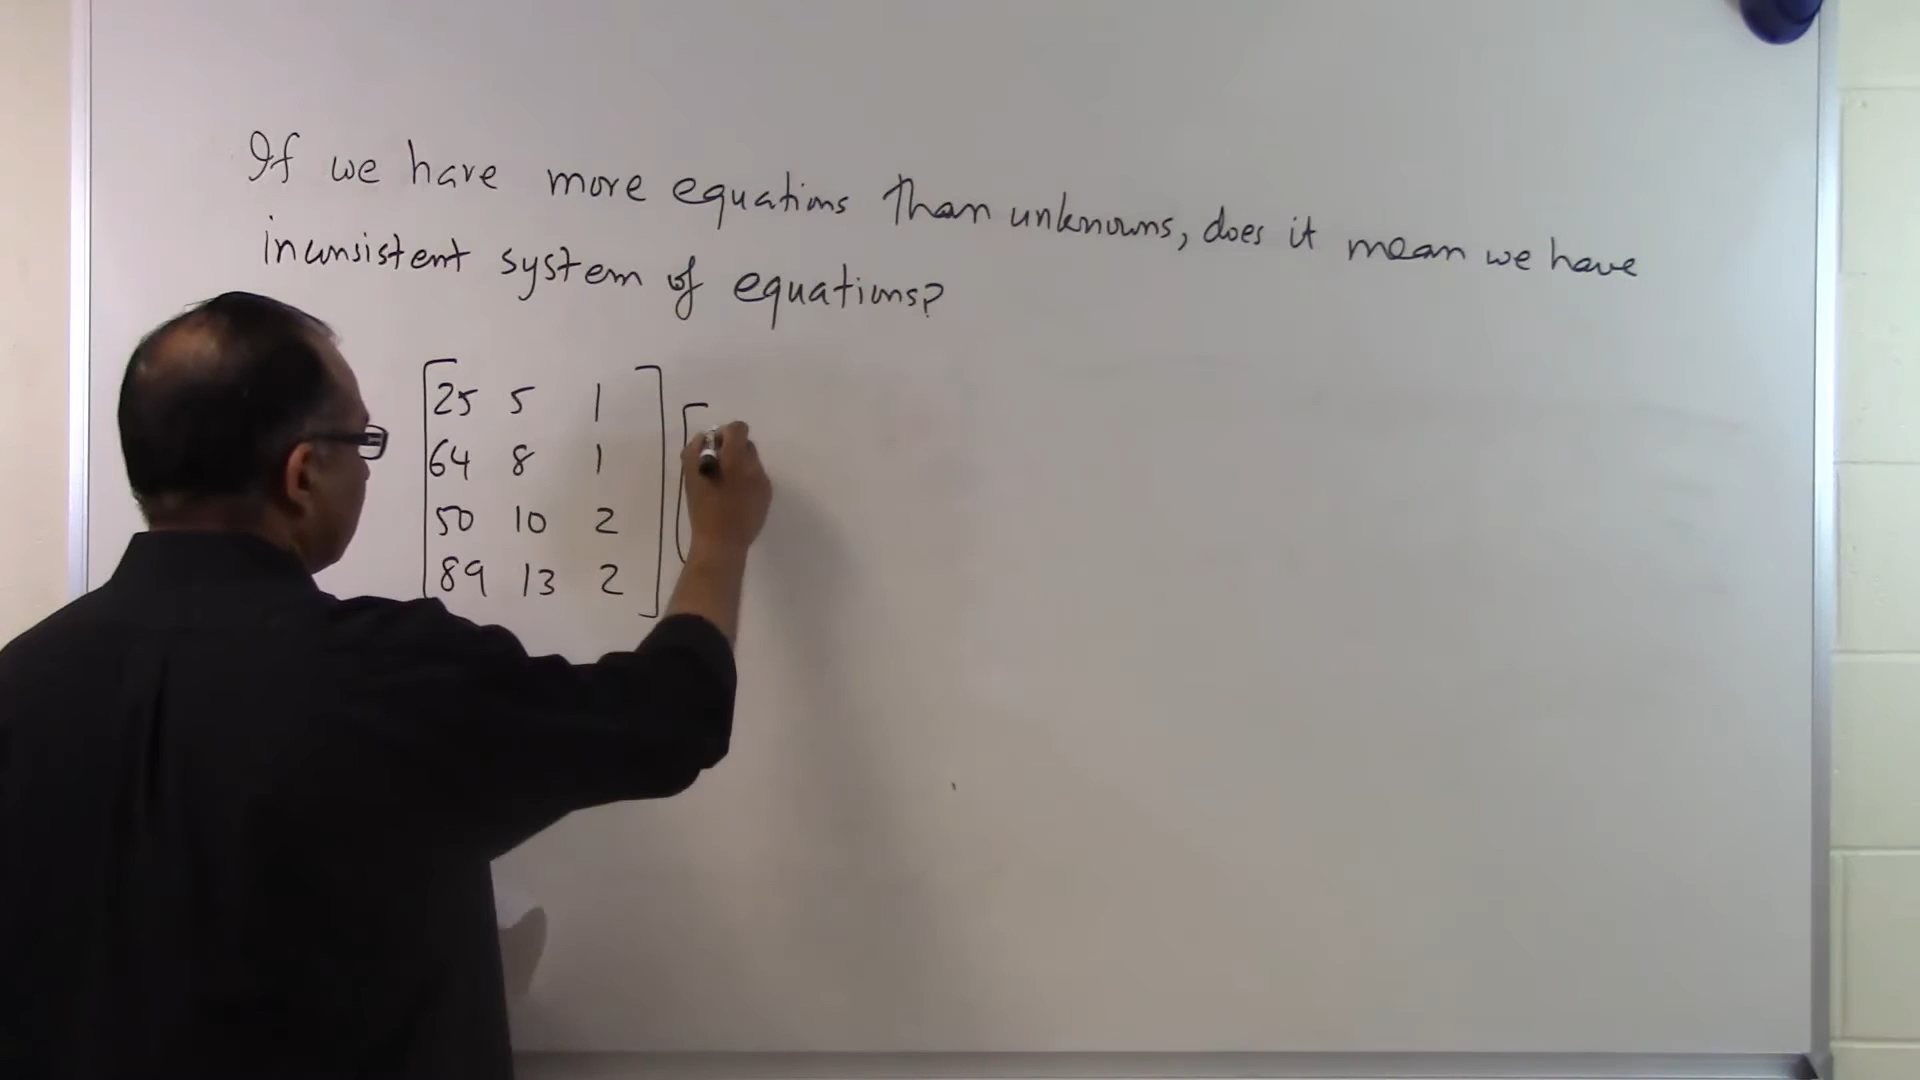 If we have more equations than unknowns, does it mean we have
inconsistent system of equations?
25 5 1
64 8 1
50 10 2
89 13 2